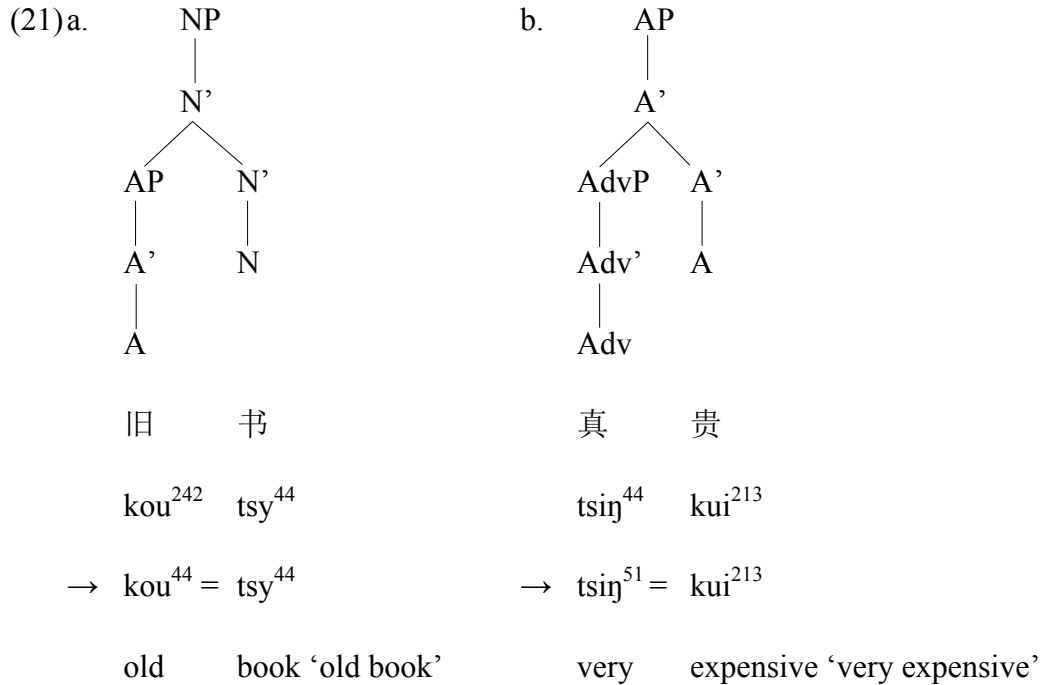 (21) a. NP b. AP
N’ A’
AP N’ AdvP A’
A’ N Adv’ A
A Adv
旧 书 真 贵
kou²⁴² tsy⁴⁴ tsiŋ⁴⁴ kui²¹³
→ kou⁴⁴ = tsy⁴⁴ → tsiŋ⁵¹ = kui²¹³
old book ‘old book’ very expensive ‘very expensive’